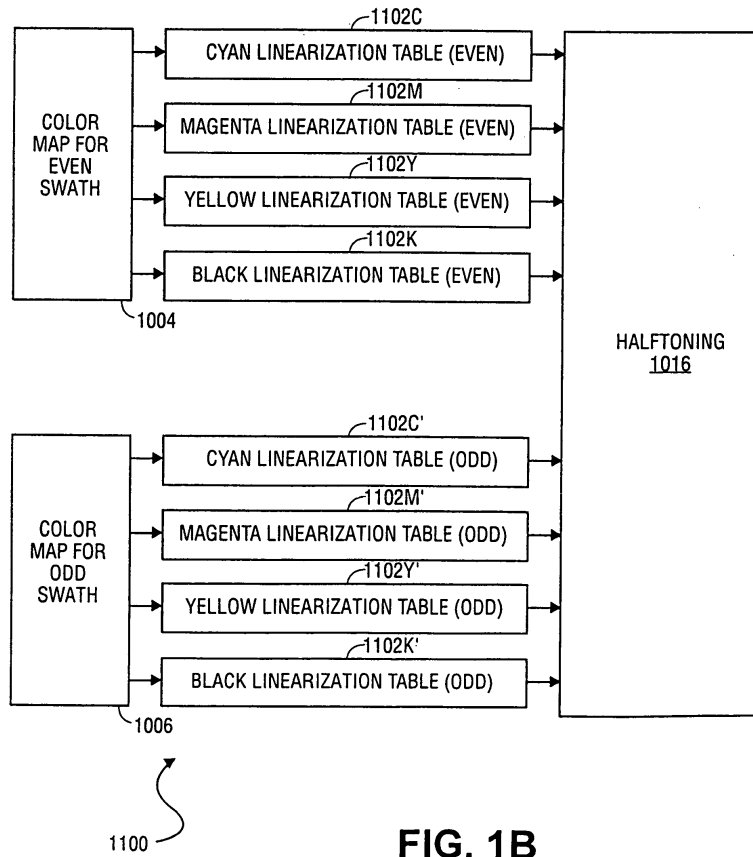 1102C
CYAN LINEARIZATION TABLE (EVEN)
1102M
MAGENTA LINEARIZATION TABLE (EVEN)
1102Y
YELLOW LINEARIZATION TABLE (EVEN)
1102K
BLACK LINEARIZATION TABLE (EVEN)
COLOR
MAP FOR
EVEN
SWATH
1004
HALFTONING
1016
1102C'
CYAN LINEARIZATION TABLE (ODD)
1102M'
MAGENTA LINEARIZATION TABLE (ODD)
1102Y'
YELLOW LINEARIZATION TABLE (ODD)
1102K'
BLACK LINEARIZATION TABLE (ODD)
COLOR
MAP FOR
ODD
SWATH
1006
1100
FIG. 1B